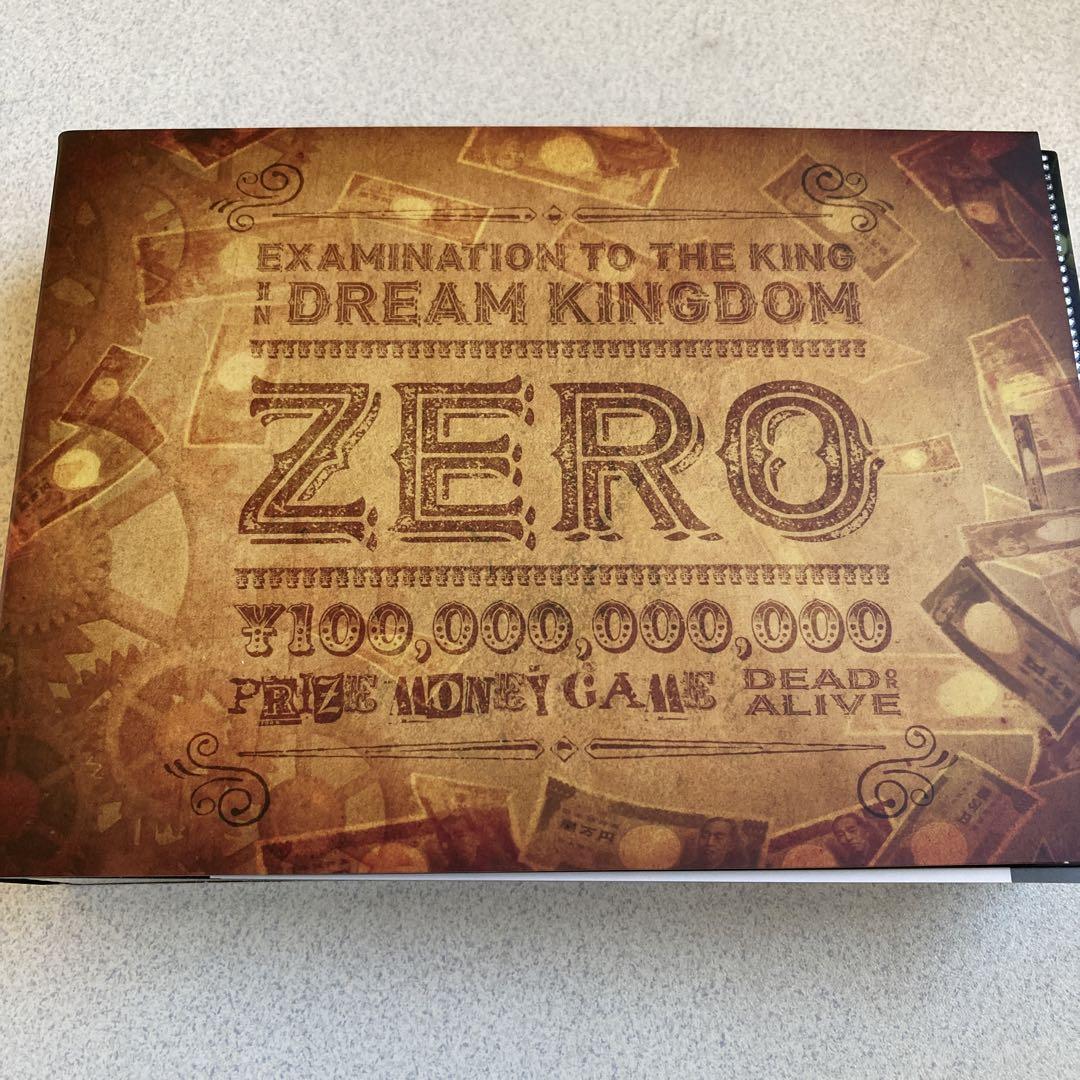 EXAMINATION TO THE KING
IN DREAM KINGDOM
ZERO
¥100,000,000,000
PRIZE MONEY GAME DEAD OR ALIVE